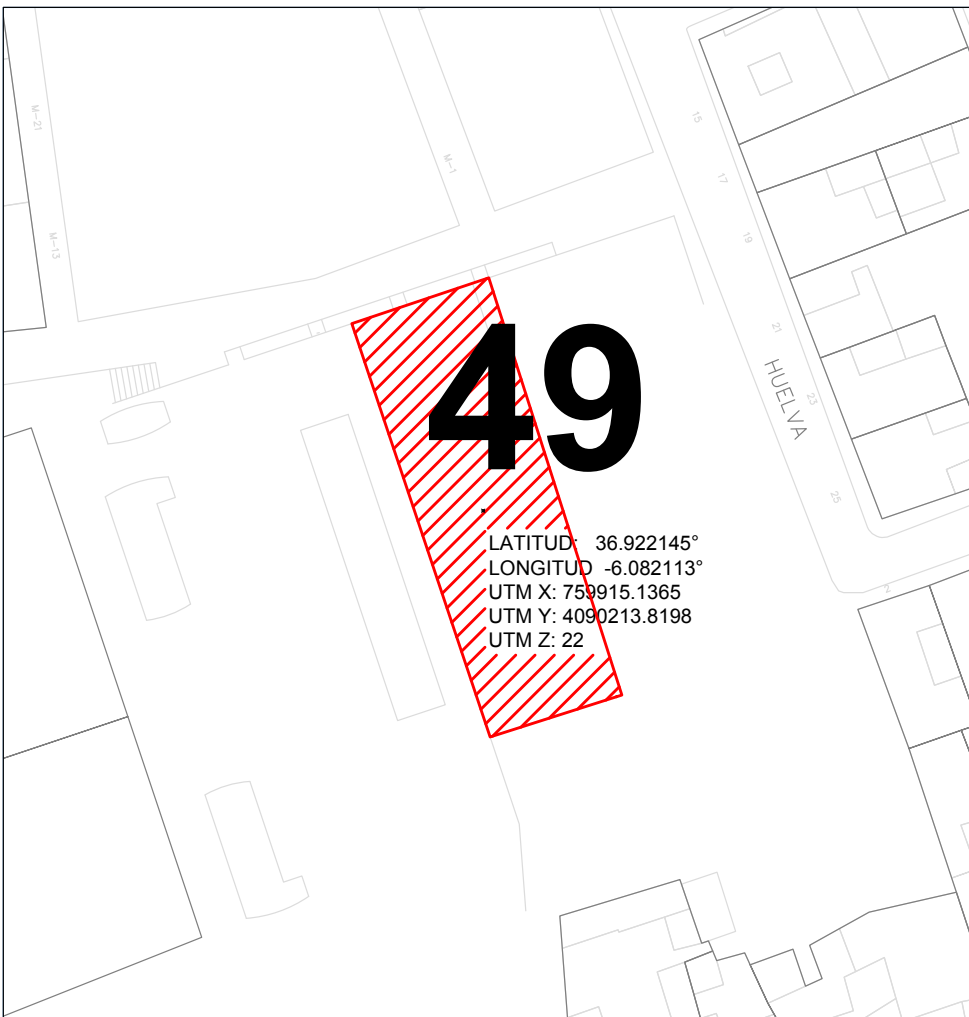 M-21
M-1
M-13
15
17
19
21
23
25
HUELVA
2
49
LATITUD: 36.922145°
LONGITUD -6.082113°
UTM X: 759915.1365
UTM Y: 4090213.8198
UTM Z: 22